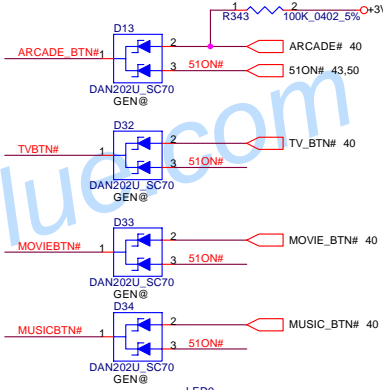 1 2 +3V
R343 100K_0402_5%
D13
ARCADE_BTN# 1 2 ARCADE# 40
3 51ON# 51ON# 43,50
DAN202U_SC70
GEN@
D32
TVBTN# 1 2 TV_BTN# 40
3 51ON#
DAN202U_SC70
GEN@
D33
MOVIEBTN# 1 2 MOVIE_BTN# 40
3 51ON#
DAN202U_SC70
GEN@
D34
MUSICBTN# 1 2 MUSIC_BTN# 40
3 51ON#
DAN202U_SC70
GEN@
lue.com